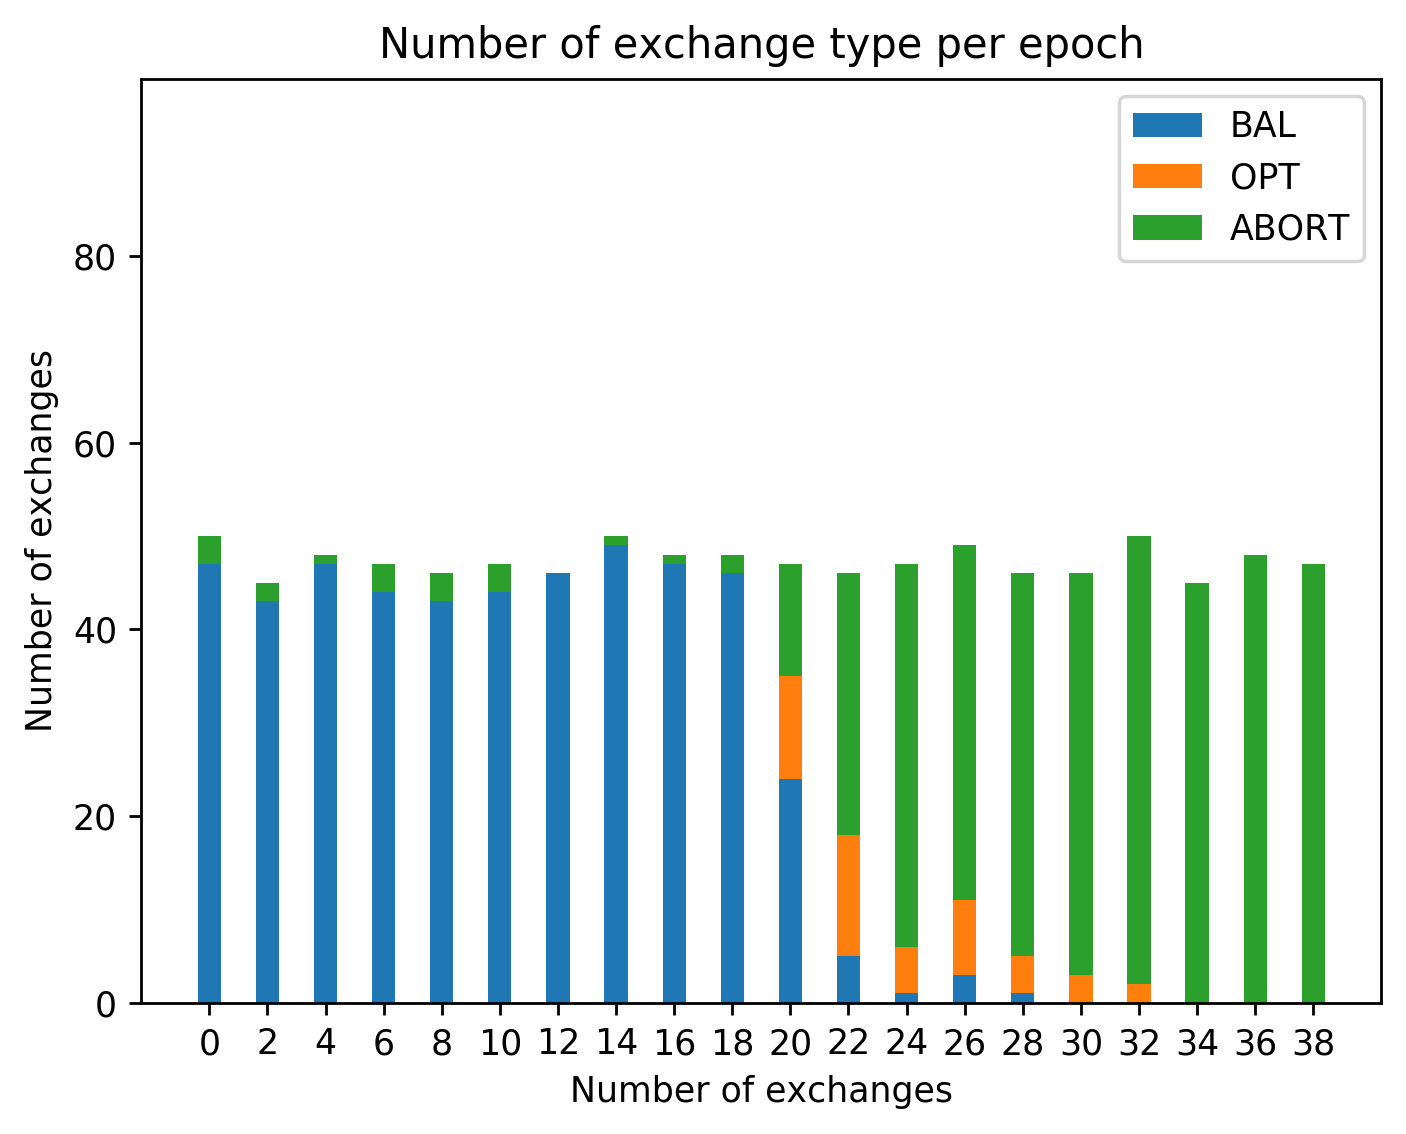 Number of exchange type per epoch
BAL
OPT
ABORT
Number of exchanges
80
60
40
20
0
0 2 4 6 8 10 12 14 16 18 20 22 24 26 28 30 32 34 36 38
Number of exchanges